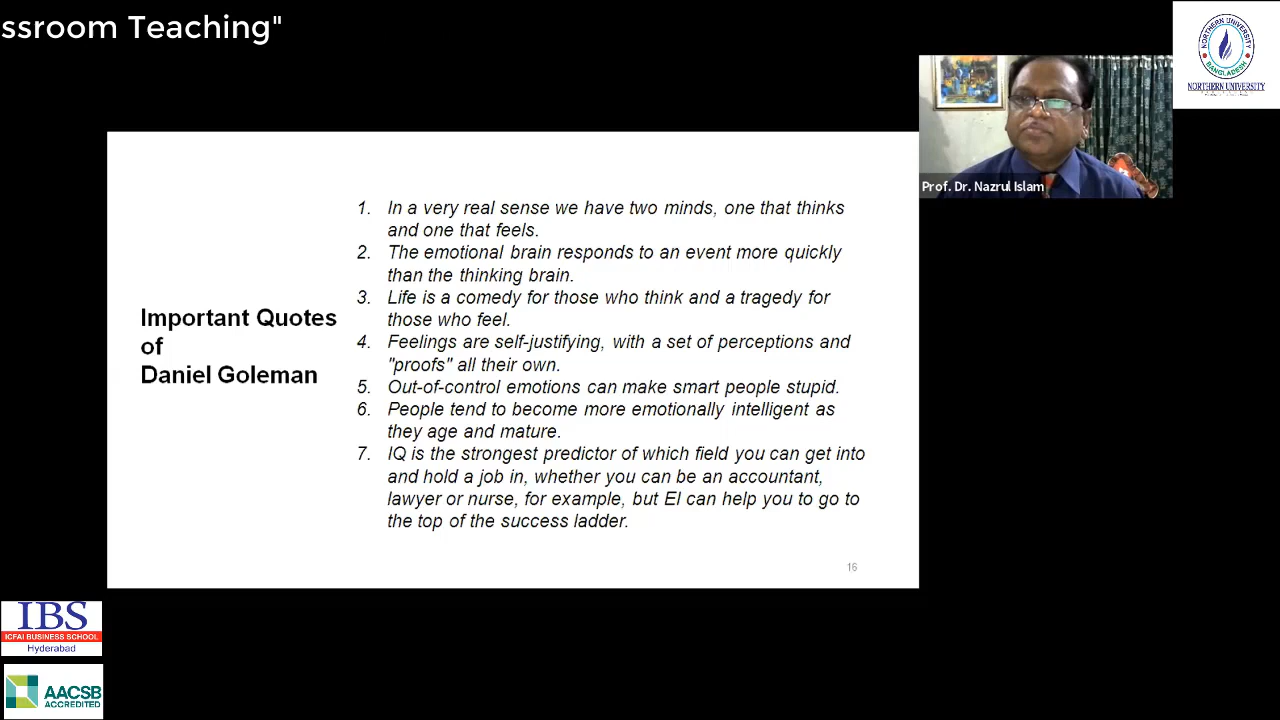 ssroom Teaching"
NORTHERN UNIVERSITY
BANGLADESH
NORTHERN UNIVERSITY
Prof. Dr. Nazrul Islam
Important Quotes
of
Daniel Goleman
1. In a very real sense we have two minds, one that thinks
and one that feels.
2. The emotional brain responds to an event more quickly
than the thinking brain.
3. Life is a comedy for those who think and a tragedy for
those who feel.
4. Feelings are self-justifying, with a set of perceptions and
"proofs" all their own.
5. Out-of-control emotions can make smart people stupid.
6. People tend to become more emotionally intelligent as
they age and mature.
7. IQ is the strongest predictor of which field you can get into
and hold a job in, whether you can be an accountant,
lawyer or nurse, for example, but EI can help you to go to
the top of the success ladder.
16
IBS
ICFAI BUSINESS SCHOOL
Hyderabad
AACSB
ACCREDITED